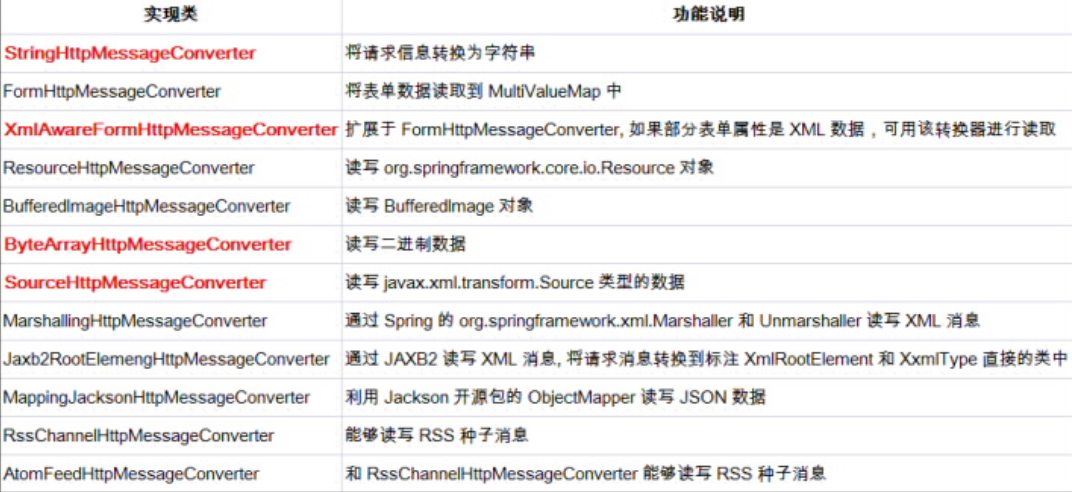 实现类 功能说明
StringHttpMessageConverter 将请求信息转换为字符串
FormHttpMessageConverter 将表单数据读取到 MultiValueMap 中
XmlAwareFormHttpMessageConverter 扩展于 FormHttpMessageConverter, 如果部分表单属性是 XML 数据，可用该转换器进行读取
ResourceHttpMessageConverter 读写 org.springframework.core.io.Resource 对象
BufferedImageHttpMessageConverter 读写 BufferedImage 对象
ByteArrayHttpMessageConverter 读写二进制数据
SourceHttpMessageConverter 读写 javax.xml.transform.Source 类型的数据
MarshallingHttpMessageConverter 通过 Spring 的 org.springframework.xml.Marshaller 和 Unmarshaller 读写 XML 消息
Jaxb2RootElemengHttpMessageConverter 通过 JAXB2 读写 XML 消息, 将请求消息转换到标注 XmlRootElement 和 XxmlType 直接的类中
MappingJacksonHttpMessageConverter 利用 Jackson 开源包的 ObjectMapper 读写 JSON 数据
RssChannelHttpMessageConverter 能够读写 RSS 种子消息
AtomFeedHttpMessageConverter 和 RssChannelHttpMessageConverter 能够读写 RSS 种子消息